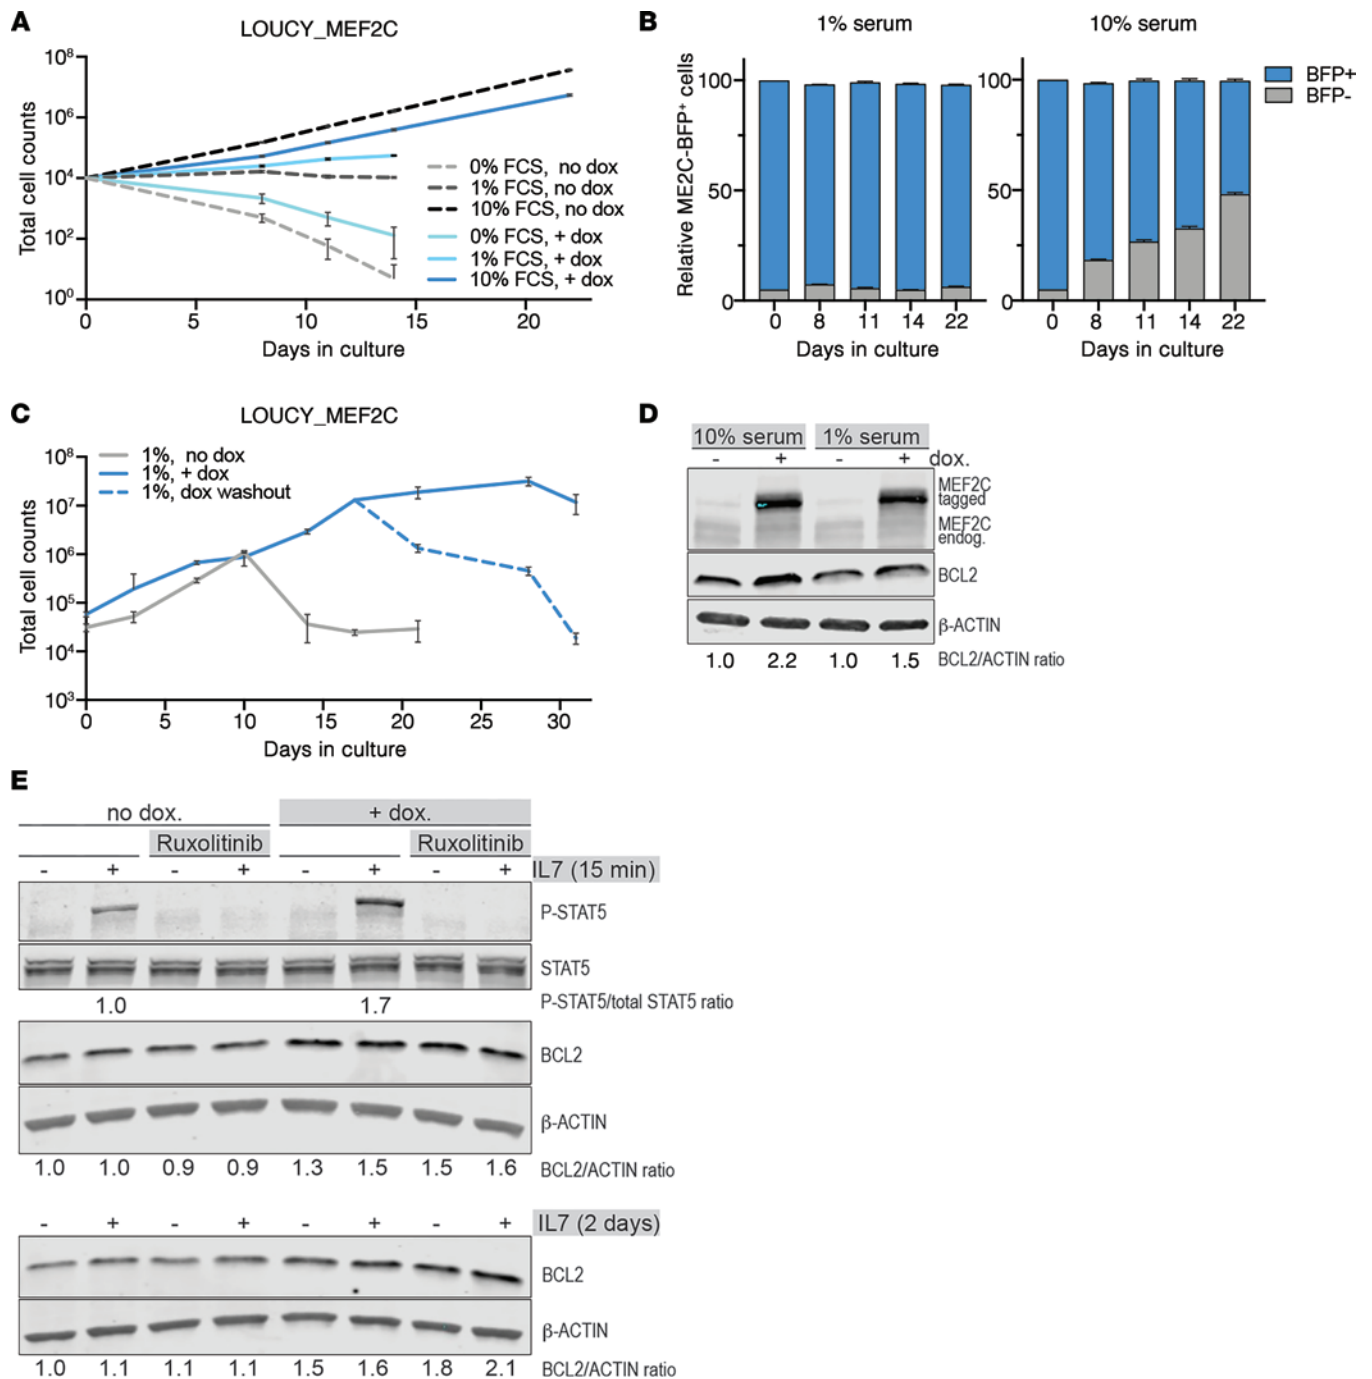 A
LOUCY_MEF2C
Total cell counts
10⁸
10⁶
10⁴
10²
10⁰
0% FCS, no dox
1% FCS, no dox
10% FCS, no dox
0% FCS, + dox
1% FCS, + dox
10% FCS, + dox
0 5 10 15 20
Days in culture
B
1% serum
10% serum
Relative ME2C-BFP⁺ cells
100
50
0
100
50
0
BFP+
BFP-
0 8 11 14 22
0 8 11 14 22
Days in culture
Days in culture
C
LOUCY_MEF2C
Total cell counts
10⁸
10⁷
10⁶
10⁵
10⁴
10³
1%, no dox
1%, + dox
1%, dox washout
0 5 10 15 20 25 30
Days in culture
D
10% serum 1% serum
- + - + dox.
MEF2C
tagged
MEF2C
endog.
BCL2
β-ACTIN
1.0 2.2 1.0 1.5 BCL2/ACTIN ratio
E
no dox. + dox.
Ruxolitinib Ruxolitinib
- + - + - + - + IL7 (15 min)
P-STAT5
STAT5
1.0 1.7 P-STAT5/total STAT5 ratio
BCL2
β-ACTIN
1.0 1.0 0.9 0.9 1.3 1.5 1.5 1.6 BCL2/ACTIN ratio
- + - + - + - + IL7 (2 days)
BCL2
β-ACTIN
1.0 1.1 1.1 1.1 1.5 1.6 1.8 2.1 BCL2/ACTIN ratio